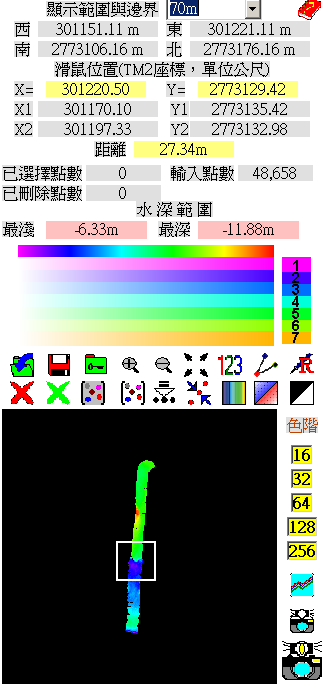 顯示範圍與邊界 70m
西 301151.11 m 東 301221.11 m
南 2773106.16 m 北 2773176.16 m
滑鼠位置(TM2座標，單位公尺)
X= 301220.50 Y= 2773129.42
X1 301170.10 Y1 2773135.42
X2 301197.33 Y2 2773132.98
距離 27.34m
已選擇點數 0 輸入點數 48,658
已刪除點數 0
水深範圍
最淺 -6.33m 最深 -11.88m
1
2
3
4
5
6
7
123 R
色階
16
32
64
128
256